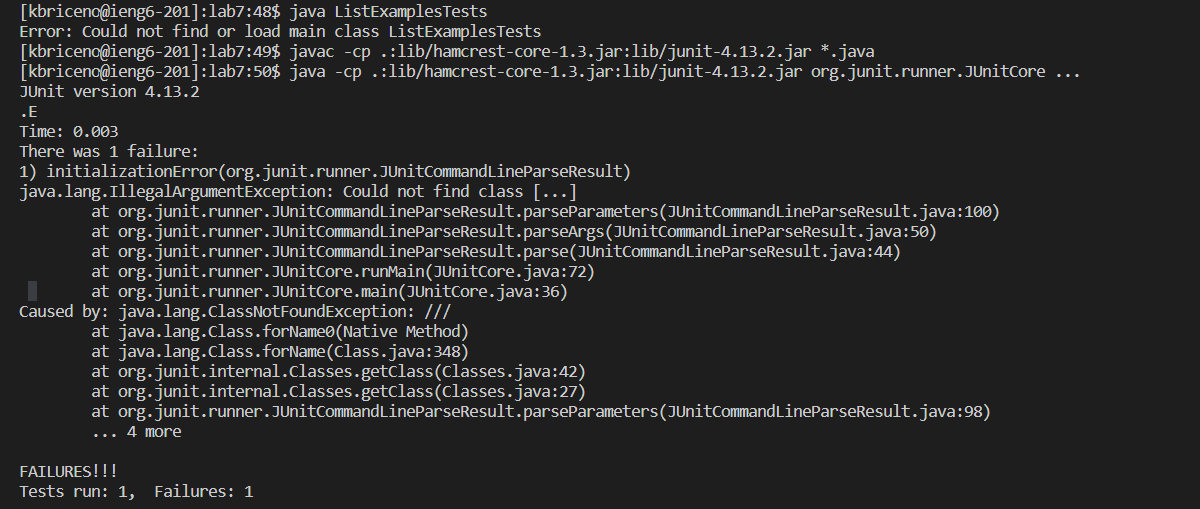 [kbriceno@ieng6-201]:lab7:48$ java ListExamplesTests
Error: Could not find or load main class ListExamplesTests
[kbriceno@ieng6-201]:lab7:49$ javac -cp .:lib/hamcrest-core-1.3.jar:lib/junit-4.13.2.jar *.java
[kbriceno@ieng6-201]:lab7:50$ java -cp .:lib/hamcrest-core-1.3.jar:lib/junit-4.13.2.jar org.junit.runner.JUnitCore ...
JUnit version 4.13.2
.E
Time: 0.003
There was 1 failure:
1) initializationError(org.junit.runner.JUnitCommandLineParseResult)
java.lang.IllegalArgumentException: Could not find class [...]
        at org.junit.runner.JUnitCommandLineParseResult.parseParameters(JUnitCommandLineParseResult.java:100)
        at org.junit.runner.JUnitCommandLineParseResult.parseArgs(JUnitCommandLineParseResult.java:50)
        at org.junit.runner.JUnitCommandLineParseResult.parse(JUnitCommandLineParseResult.java:44)
        at org.junit.runner.JUnitCore.runMain(JUnitCore.java:72)
        at org.junit.runner.JUnitCore.main(JUnitCore.java:36)
Caused by: java.lang.ClassNotFoundException: ///
        at java.lang.Class.forName0(Native Method)
        at java.lang.Class.forName(Class.java:348)
        at org.junit.internal.Classes.getClass(Classes.java:42)
        at org.junit.internal.Classes.getClass(Classes.java:27)
        at org.junit.runner.JUnitCommandLineParseResult.parseParameters(JUnitCommandLineParseResult.java:98)
        ... 4 more

FAILURES!!!
Tests run: 1,  Failures: 1